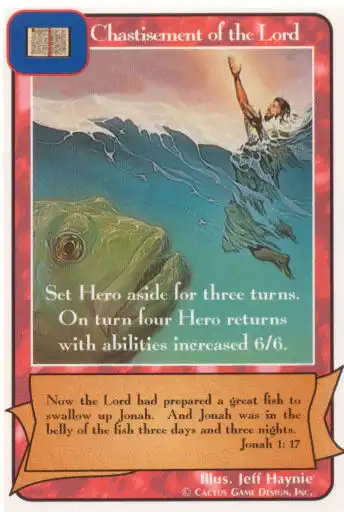 Chastisement of the Lord
Set Hero aside for three turns.
On turn four Hero returns
with abilities increased 6/6.
Now the Lord had prepared a great fish to
swallow up Jonah. And Jonah was in the
belly of the fish three days and three nights.
Jonah 1: 17
Illus. Jeff Haynie
© Cactus Game Design, Inc.